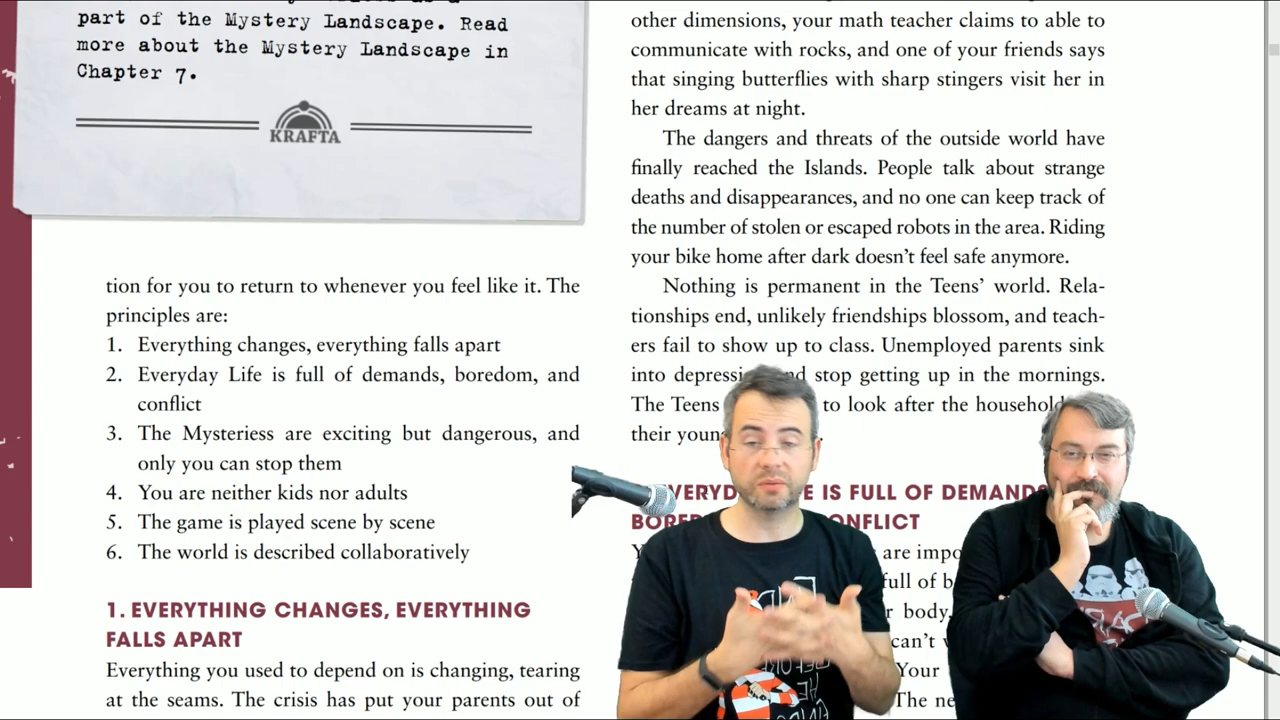 part of the Mystery Landscape. Read
more about the Mystery Landscape in
Chapter 7.
KRAFTA
tion for you to return to whenever you feel like it. The
principles are:
1. Everything changes, everything falls apart
2. Everyday Life is full of demands, boredom, and
conflict
3. The Mysteriess are exciting but dangerous, and
only you can stop them
4. You are neither kids nor adults
5. The game is played scene by scene
6. The world is described collaboratively
1. EVERYTHING CHANGES, EVERYTHING
FALLS APART
Everything you used to depend on is changing, tearing
at the seams. The crisis has put your parents out of
other dimensions, your math teacher claims to able to
communicate with rocks, and one of your friends says
that singing butterflies with sharp stingers visit her in
her dreams at night.
The dangers and threats of the outside world have
finally reached the Islands. People talk about strange
deaths and disappearances, and no one can keep track of
the number of stolen or escaped robots in the area. Riding
your bike home after dark doesn't feel safe anymore.
Nothing is permanent in the Teens' world. Rela-
tionships end, unlikely friendships blossom, and teach-
ers fail to show up to class. Unemployed parents sink
into and stop getting up in the mornings.
The Teens to look after the household
their
IS FULL OF DEMANDS
are
full of
body,
can't
Your
The